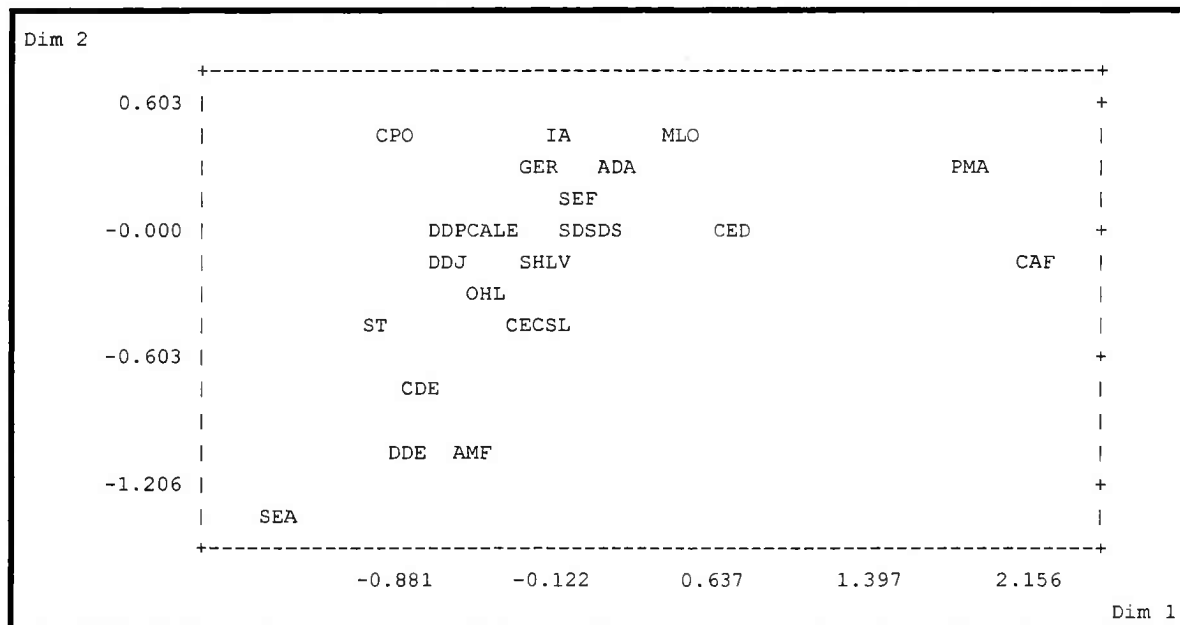 Dim 2
+---------------------------------------------------------------------+
0.603 | +
| CPO IA MLO |
| GER ADA PMA |
| SEF |
-0.000 | DDPCALE SDSDS CED +
| DDJ SHLV CAF |
| OHL |
| ST CECSL |
-0.603 | +
| CDE |
| |
| DDE AMF |
-1.206 | +
| SEA |
+---------------------------------------------------------------------+
-0.881 -0.122 0.637 1.397 2.156
Dim 1